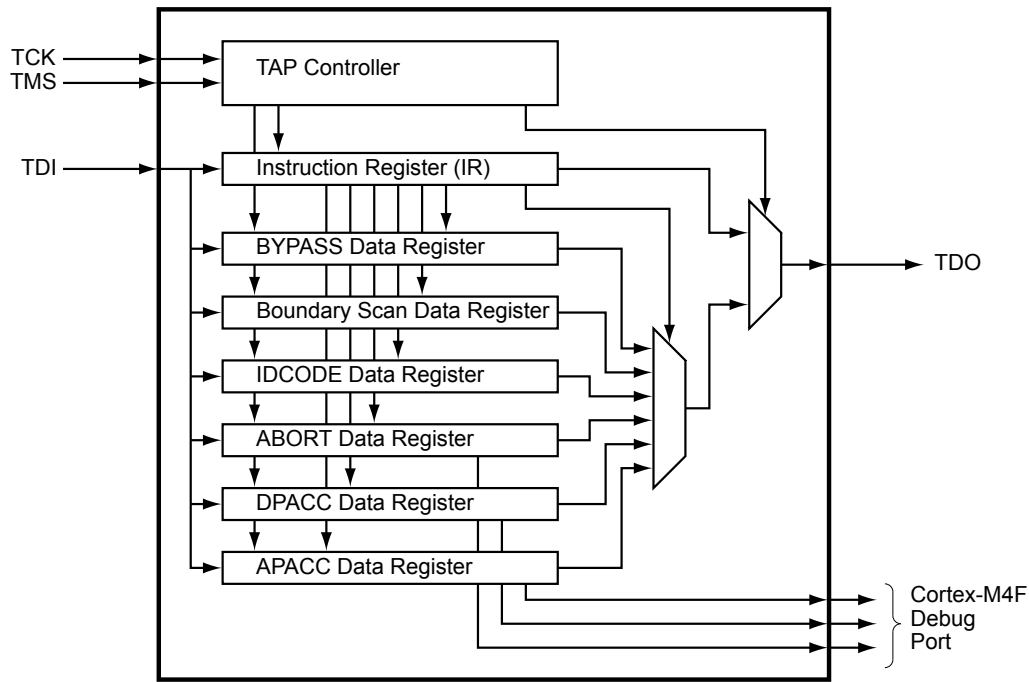 TCK
TMS
TAP Controller
TDI
Instruction Register (IR)
BYPASS Data Register
Boundary Scan Data Register
IDCODE Data Register
ABORT Data Register
DPACC Data Register
APACC Data Register
TDO
Cortex-M4F
Debug
Port